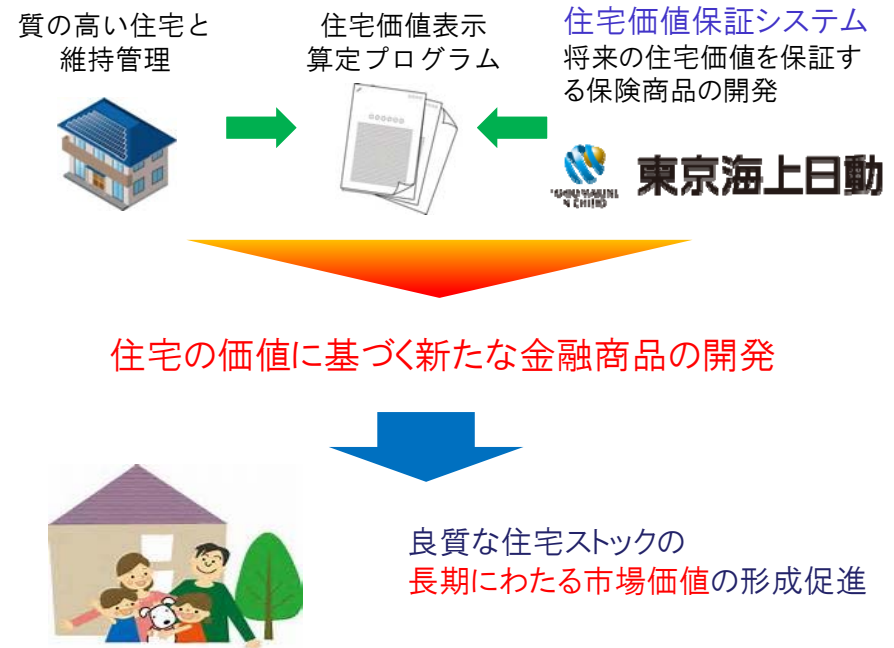 質の高い住宅と
維持管理
住宅価値表示
算定プログラム
住宅価値保証システム
将来の住宅価値を保証す
る保険商品の開発
東京海上日動
住宅の価値に基づく新たな金融商品の開発
良質な住宅ストックの
長期にわたる市場価値の形成促進